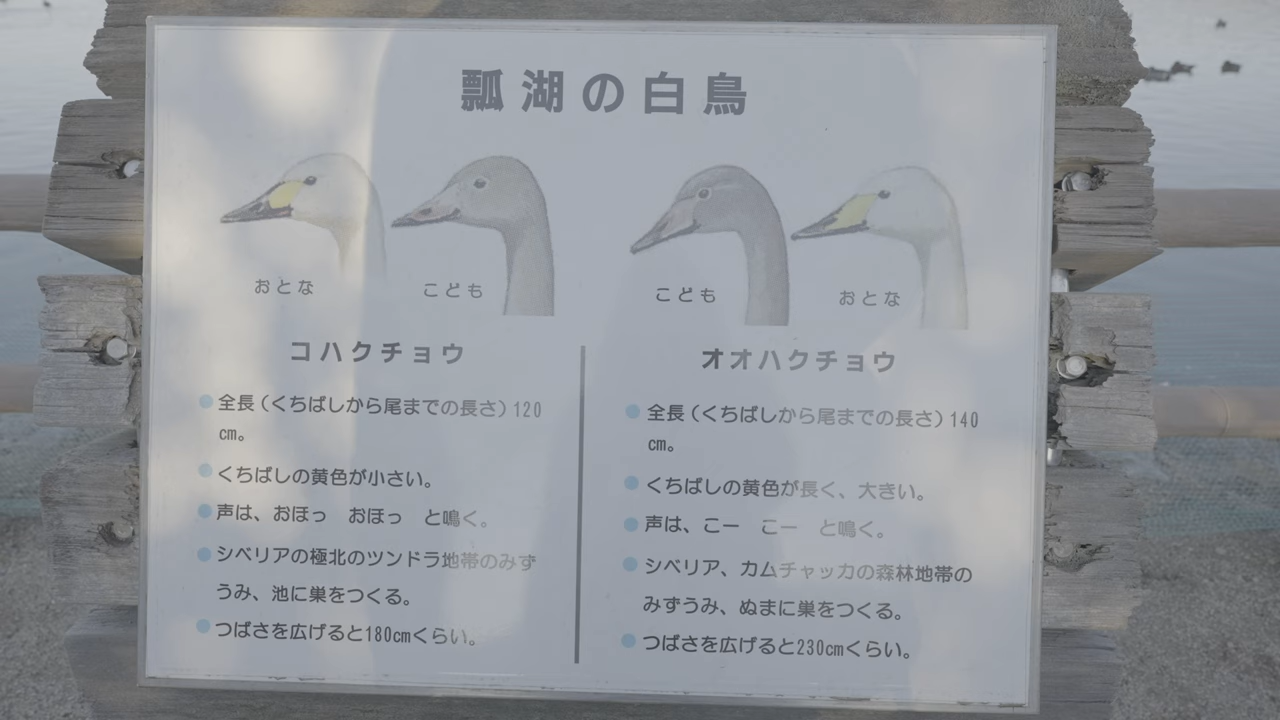 瓢湖の白鳥
おとな
こども
こども
おとな
コハクチョウ
全長(くちばしから尾までの長さ)120
cm。
くちばしの黄色が小さい。
声は、おほっ　おほっ　と鳴く。
シベリアの極北のツンドラ地帯のみず
うみ、池に巣をつくる。
つばさを広げると180cmくらい。
オオハクチョウ
全長(くちばしから尾までの長さ)140
cm。
くちばしの黄色が長く、大きい。
声は、こー　こー　と鳴く。
シベリア、カムチャッカの森林地帯の
みずうみ、ぬまに巣をつくる。
つばさを広げると230cmくらい。